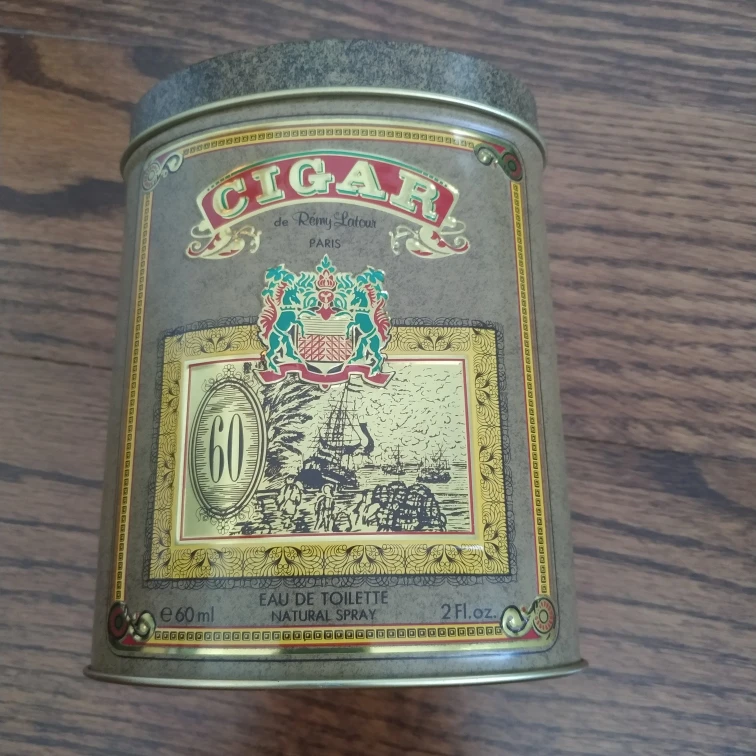 CIGAR
de Rémy Latour
PARIS
60
EAU DE TOILETTE
e 60 ml NATURAL SPRAY 2 Fl.oz.